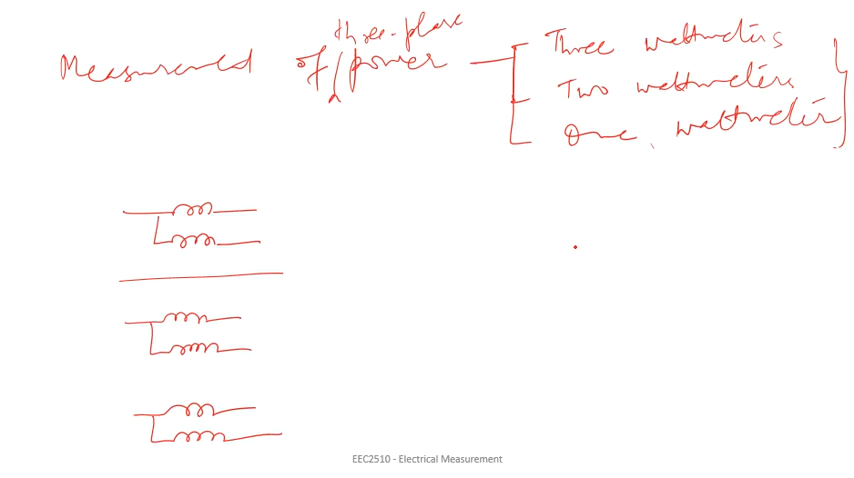 Measurement of three-phase power
Three wattmeters
Two wattmeters
One wattmeter
EEC2510 - Electrical Measurement